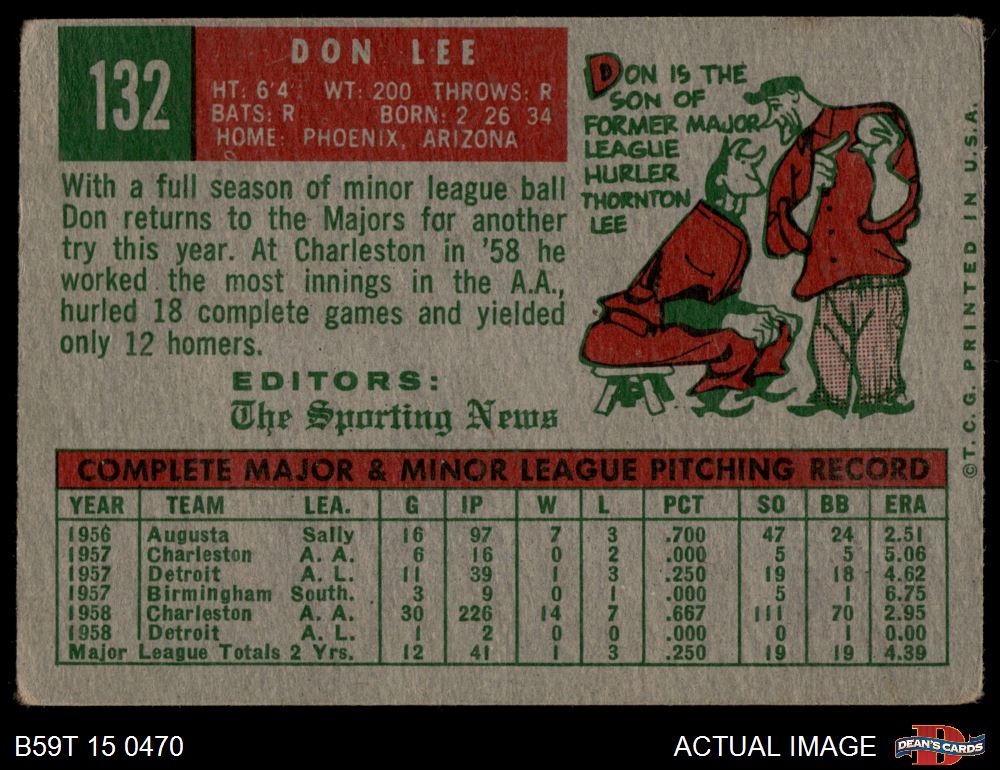 132
DON LEE
HT: 6'4" WT: 200 THROWS: R
BATS: R BORN: 2 26 34
HOME: PHOENIX, ARIZONA
With a full season of minor league ball
Don returns to the Majors for another
try this year. At Charleston in '58 he
worked the most innings in the A.A.,
hurled 18 complete games and yielded
only 12 homers.
EDITORS:
The Sporting News
DON IS THE
SON OF
FORMER MAJOR
LEAGUE
HURLER
THORNTON
LEE
©T. C. G. PRINTED IN U.S.A.
COMPLETE MAJOR & MINOR LEAGUE PITCHING RECORD
YEAR TEAM LEA. G IP W L PCT SO BB ERA
1956 Augusta Sally 16 97 7 3 .700 47 24 2.51
1957 Charleston A. A. 6 16 0 2 .000 5 5 5.06
1957 Detroit A. L. 11 39 1 3 .250 19 18 4.62
1957 Birmingham South. 3 9 0 1 .000 5 1 6.75
1958 Charleston A. A. 30 226 14 7 .667 111 70 2.95
1958 Detroit A. L. 1 2 0 0 .000 0 1 0.00
Major League Totals 2 Yrs. 12 41 1 3 .250 19 19 4.39
B59T 15 0470
ACTUAL IMAGE
DEAN'S CARDS